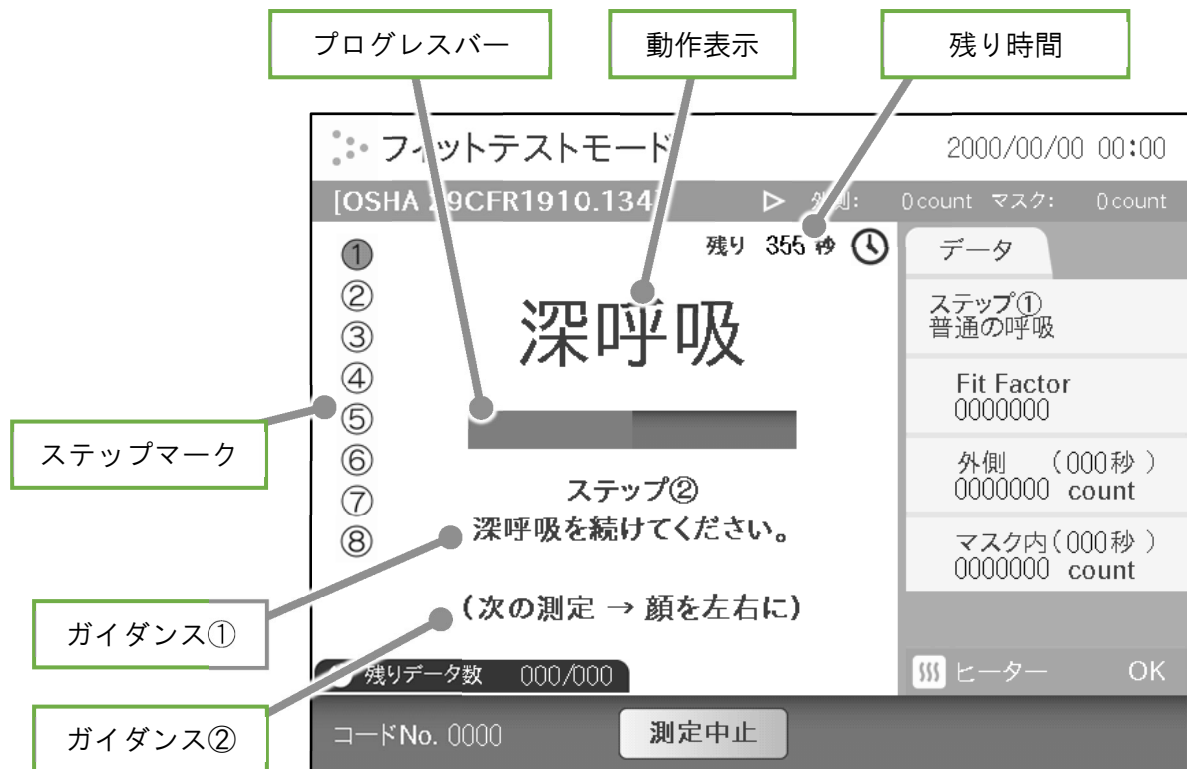 プログレスバー
動作表示
残り時間
フィットテストモード
2000/00/00 00:00
[OSHA 29CFR1910.134]
▷ 外側: 0count マスク: 0count
残り 355 秒
①
②
③
④
⑤
⑥
⑦
⑧
深呼吸
ステップ②
深呼吸を続けてください。
(次の測定 → 顔を左右に)
データ
ステップ①
普通の呼吸
Fit Factor
0000000
外側 (000秒)
0000000 count
マスク内(000秒)
0000000 count
ヒーター OK
残りデータ数 000/000
コードNo. 0000
測定中止
ステップマーク
ガイダンス①
ガイダンス②